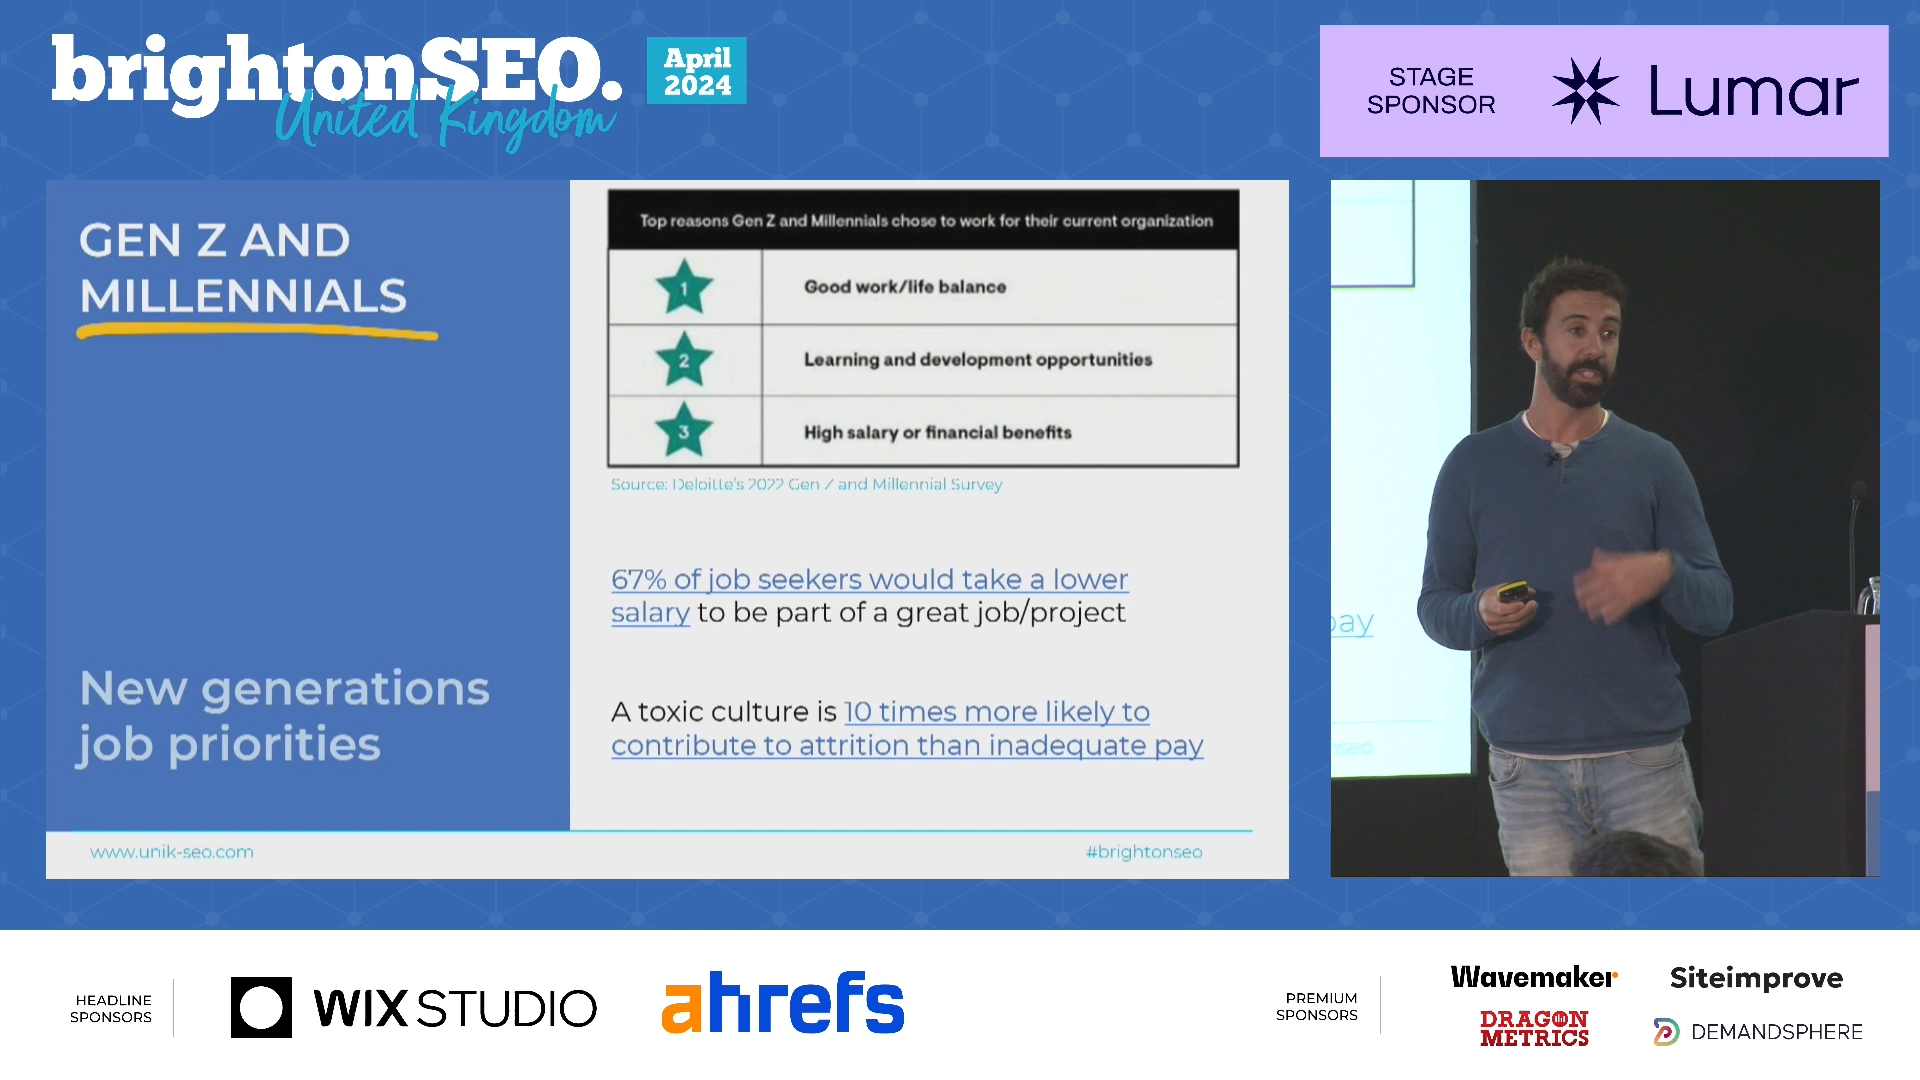 brightonSEO.
United Kingdom
April
2024
STAGE
SPONSOR
Lumar
GEN Z AND
MILLENNIALS
New generations
job priorities
Top reasons Gen Z and Millennials chose to work for their current organization
1
Good work/life balance
2
Learning and development opportunities
3
High salary or financial benefits
Source: Deloitte's 2022 Gen Z and Millennial Survey
67% of job seekers would take a lower
salary to be part of a great job/project
A toxic culture is 10 times more likely to
contribute to attrition than inadequate pay
www.unik-seo.com
#brightonseo
pay
HEADLINE
SPONSORS
WIX STUDIO
ahrefs
PREMIUM
SPONSORS
Wavemaker
Siteimprove
DRAGON
METRICS
DEMANDSPHERE